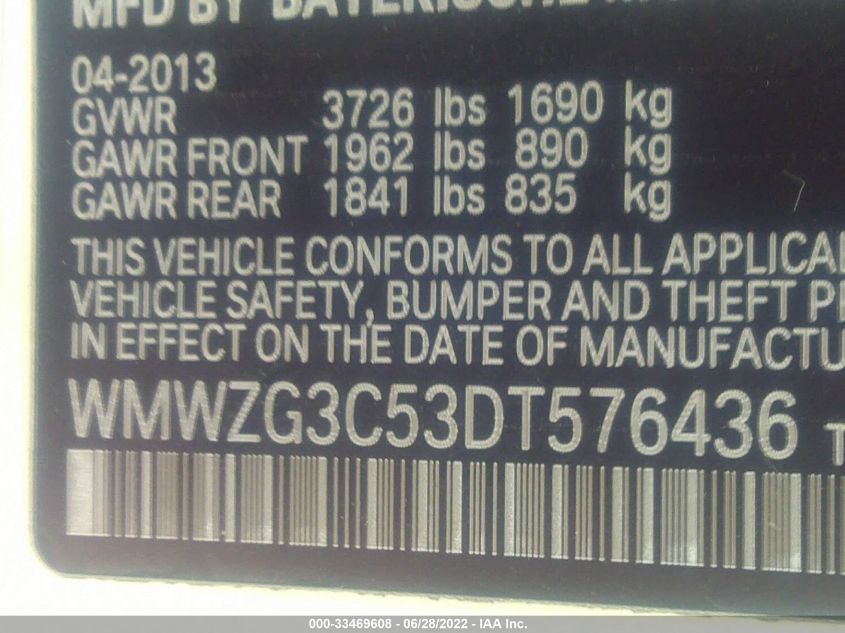 MFD BY BAYERISCHE
04-2013
GVWR 3726 lbs 1690 kg
GAWR FRONT 1962 lbs 890 kg
GAWR REAR 1841 lbs 835 kg
THIS VEHICLE CONFORMS TO ALL APPLICA
VEHICLE SAFETY, BUMPER AND THEFT P
IN EFFECT ON THE DATE OF MANUFACTU
WMWZG3C53DT576436 T
000-33469608 - 06/28/2022 - IAA Inc.